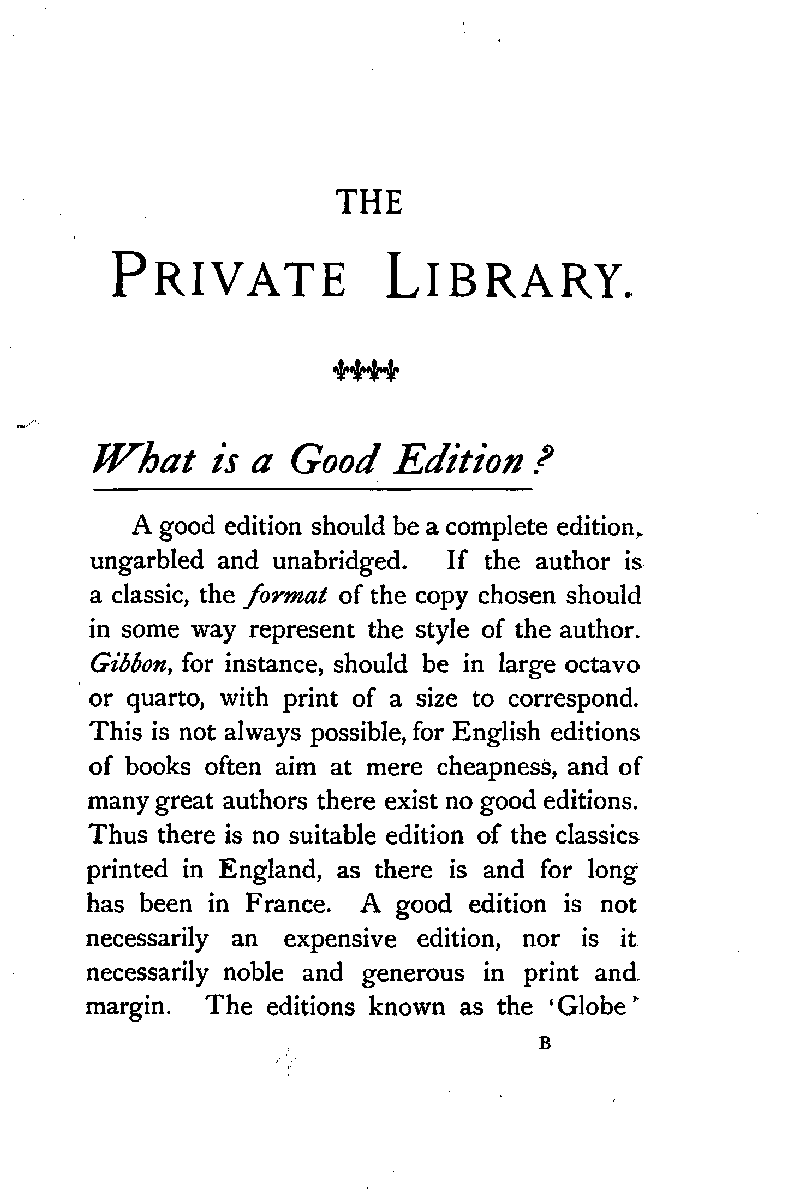 THE
PRIVATE LIBRARY.
What is a Good Edition ?
A good edition should be a complete edition,
ungarbled and unabridged. If the author is
a classic, the format of the copy chosen should
in some way represent the style of the author.
Gibbon, for instance, should be in large octavo
or quarto, with print of a size to correspond.
This is not always possible, for English editions
of books often aim at mere cheapness, and of
many great authors there exist no good editions.
Thus there is no suitable edition of the classics
printed in England, as there is and for long
has been in France. A good edition is not
necessarily an expensive edition, nor is it
necessarily noble and generous in print and
margin. The editions known as the ‘Globe’
B